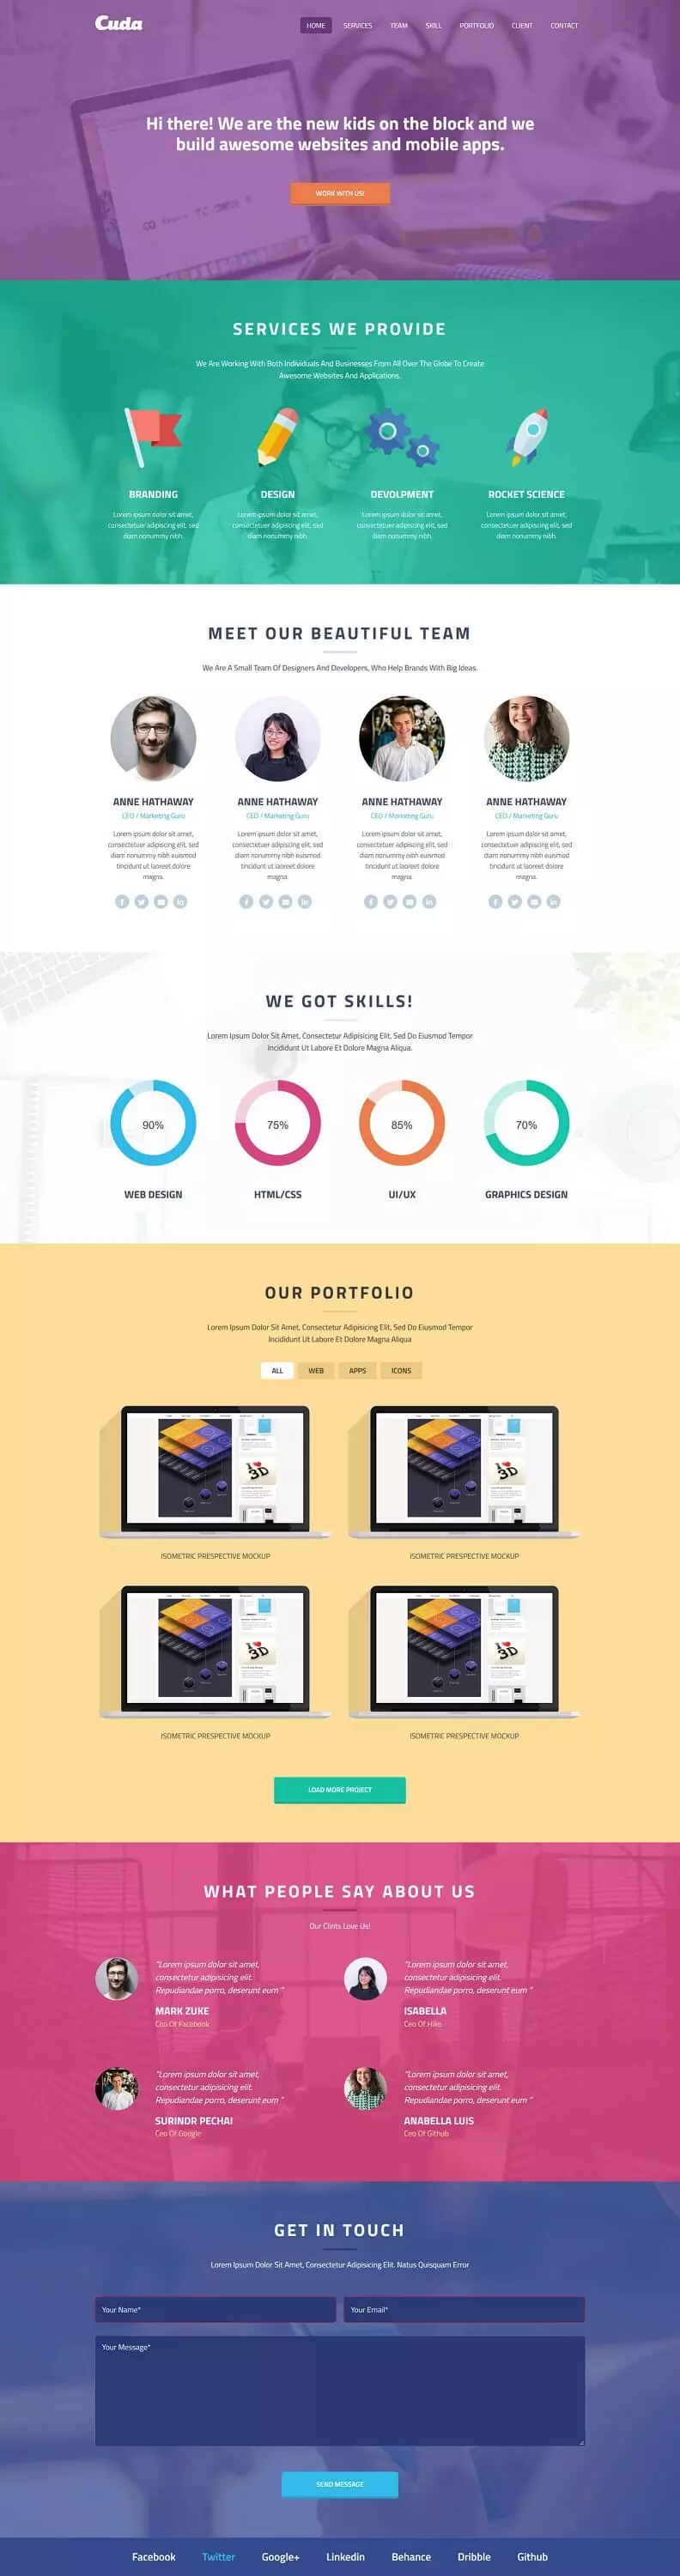 Cuda
HOME SERVICES TEAM SKILL PORTFOLIO CLIENT CONTACT
Hi there! We are the new kids on the block and we
build awesome websites and mobile apps.
WORK WITH US!
SERVICES WE PROVIDE
We Are Working With Both Individuals And Businesses From All Over The Globe To Create
Awesome Websites And Applications.
BRANDING
Lorem ipsum dolor sit amet,
consectetuer adipiscing elit, sed
diam nonummy nibh.
DESIGN
Lorem ipsum dolor sit amet,
consectetuer adipiscing elit, sed
diam nonummy nibh.
DEVOLPMENT
Lorem ipsum dolor sit amet,
consectetuer adipiscing elit, sed
diam nonummy nibh.
ROCKET SCIENCE
Lorem ipsum dolor sit amet,
consectetuer adipiscing elit, sed
diam nonummy nibh.
MEET OUR BEAUTIFUL TEAM
We Are A Small Team Of Designers And Developers, Who Help Brands With Big Ideas.
ANNE HATHAWAY
CEO / Marketing Guru
Lorem ipsum dolor sit amet,
consectetuer adipiscing elit, sed
diam nonummy nibh euismod
tincidunt ut laoreet dolore
magna.
ANNE HATHAWAY
CEO / Marketing Guru
Lorem ipsum dolor sit amet,
consectetuer adipiscing elit, sed
diam nonummy nibh euismod
tincidunt ut laoreet dolore
magna.
ANNE HATHAWAY
CEO / Marketing Guru
Lorem ipsum dolor sit amet,
consectetuer adipiscing elit, sed
diam nonummy nibh euismod
tincidunt ut laoreet dolore
magna.
ANNE HATHAWAY
CEO / Marketing Guru
Lorem ipsum dolor sit amet,
consectetuer adipiscing elit, sed
diam nonummy nibh euismod
tincidunt ut laoreet dolore
magna.
WE GOT SKILLS!
Lorem Ipsum Dolor Sit Amet, Consectetur Adipisicing Elit, Sed Do Eiusmod Tempor
Incididunt Ut Labore Et Dolore Magna Aliqua.
90%
75%
85%
70%
WEB DESIGN
HTML/CSS
UI/UX
GRAPHICS DESIGN
OUR PORTFOLIO
Lorem Ipsum Dolor Sit Amet, Consectetur Adipisicing Elit, Sed Do Eiusmod Tempor
Incididunt Ut Labore Et Dolore Magna Aliqua
ALL WEB APPS ICONS
3D
3D
ISOMETRIC PRESPECTIVE MOCKUP
ISOMETRIC PRESPECTIVE MOCKUP
3D
3D
ISOMETRIC PRESPECTIVE MOCKUP
ISOMETRIC PRESPECTIVE MOCKUP
LOAD MORE PROJECT
WHAT PEOPLE SAY ABOUT US
Our Clints Love Us!
"Lorem ipsum dolor sit amet,
consectetur adipisicing elit.
Repudiandae porro, deserunt eum "
MARK ZUKE
Ceo Of Facebook
"Lorem ipsum dolor sit amet,
consectetur adipisicing elit.
Repudiandae porro, deserunt eum "
ISABELLA
Ceo Of Hike
"Lorem ipsum dolor sit amet,
consectetur adipisicing elit.
Repudiandae porro, deserunt eum "
SURINDR PECHAI
Ceo Of Google
"Lorem ipsum dolor sit amet,
consectetur adipisicing elit.
Repudiandae porro, deserunt eum "
ANABELLA LUIS
Ceo Of Github
GET IN TOUCH
Lorem Ipsum Dolor Sit Amet, Consectetur Adipisicing Elit. Natus Quisquam Error
Your Name*
Your Email*
Your Message*
SEND MESSAGE
Facebook Twitter Google+ Linkedin Behance Dribble Github